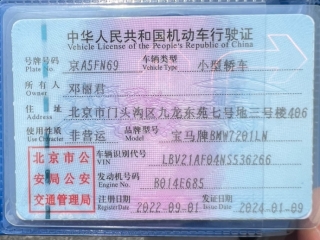 中华人民共和国机动车行驶证
Vehicle License of the People's Republic of China
号牌号码 京A5FN69 车辆类型 小型轿车
Plate No. Vehicle Type
所有人 邓丽君
Owner
住址 北京市门头沟区九龙东苑七号地三号楼406
Address
使用性质 非营运 品牌型号 宝马牌BMW7201LN
Use Character Model
北京市公
安局公安
交通管理局
车辆识别代号 LBV21AF04NSS36266
VIN
发动机号码 B014E685
Engine No.
注册日期 2022-09-01 发证日期 2024-01-09
Register Date Issue Date